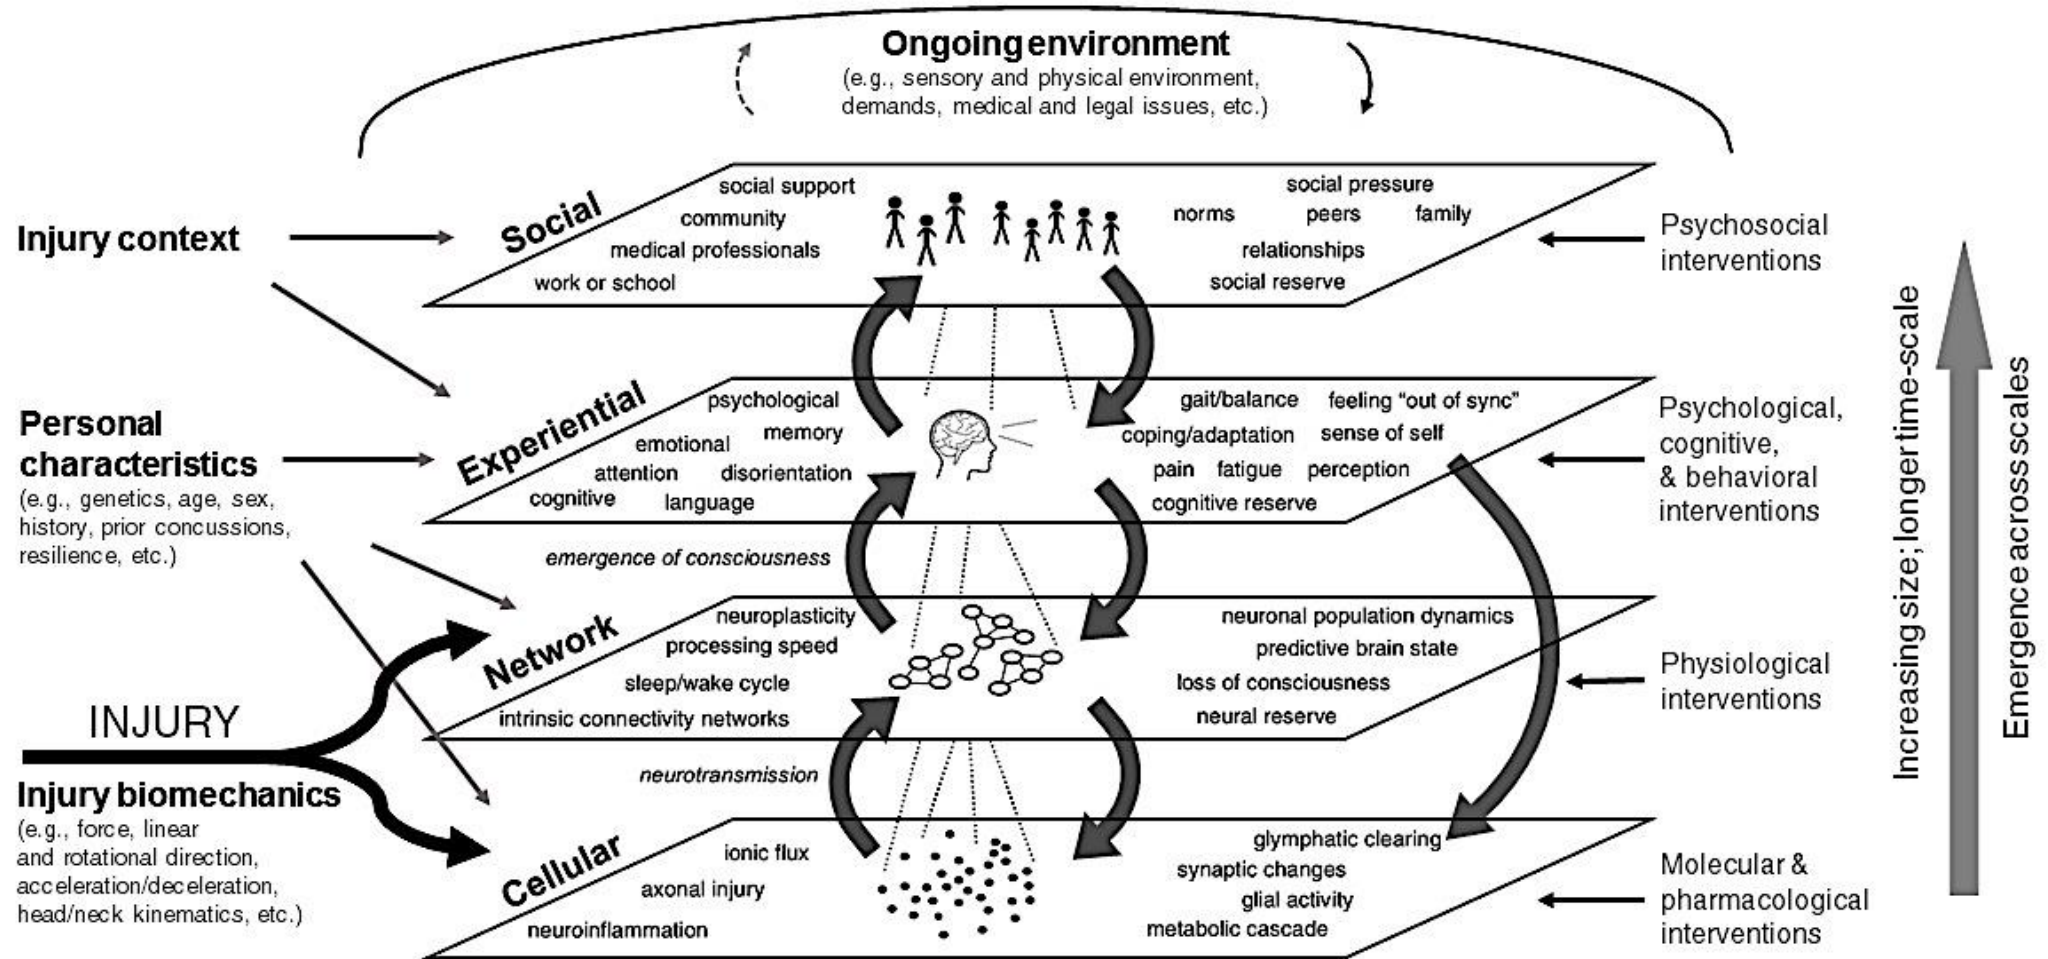 Ongoing environment
(e.g., sensory and physical environment,
demands, medical and legal issues, etc.)
Injury context
Social
social support
community
medical professionals
work or school
social pressure
norms peers family
relationships
social reserve
Psychosocial
interventions
Personal
characteristics
(e.g., genetics, age, sex,
history, prior concussions,
resilience, etc.)
Experiential
psychological
memory
emotional
attention disorientation
cognitive language
gait/balance feeling “out of sync”
coping/adaptation sense of self
pain fatigue perception
cognitive reserve
Psychological,
cognitive,
& behavioral
interventions
emergence of consciousness
Network
neuroplasticity
processing speed
sleep/wake cycle
intrinsic connectivity networks
neuronal population dynamics
predictive brain state
loss of consciousness
neural reserve
Physiological
interventions
INJURY
Injury biomechanics
(e.g., force, linear
and rotational direction,
acceleration/deceleration,
head/neck kinematics, etc.)
neurotransmission
Cellular
ionic flux
axonal injury
neuroinflammation
glymphatic clearing
synaptic changes
glial activity
metabolic cascade
Molecular &
pharmacological
interventions
Increasing size; longer time-scale
Emergence across scales